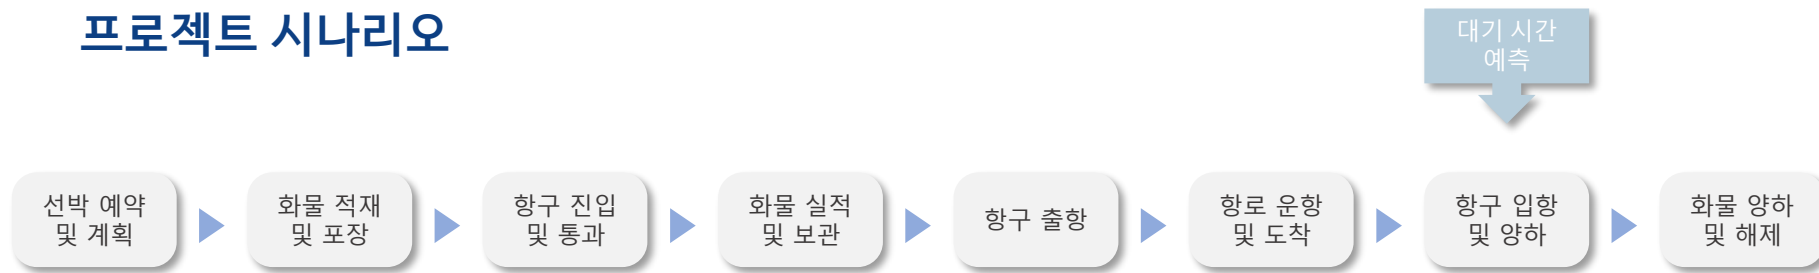 프로젝트 시나리오
대기 시간
예측
선박 예약
및 계획
화물 적재
및 포장
항구 진입
및 통과
화물 실적
및 보관
항구 출항
항로 운항
및 도착
항구 입항
및 양하
화물 양하
및 해제